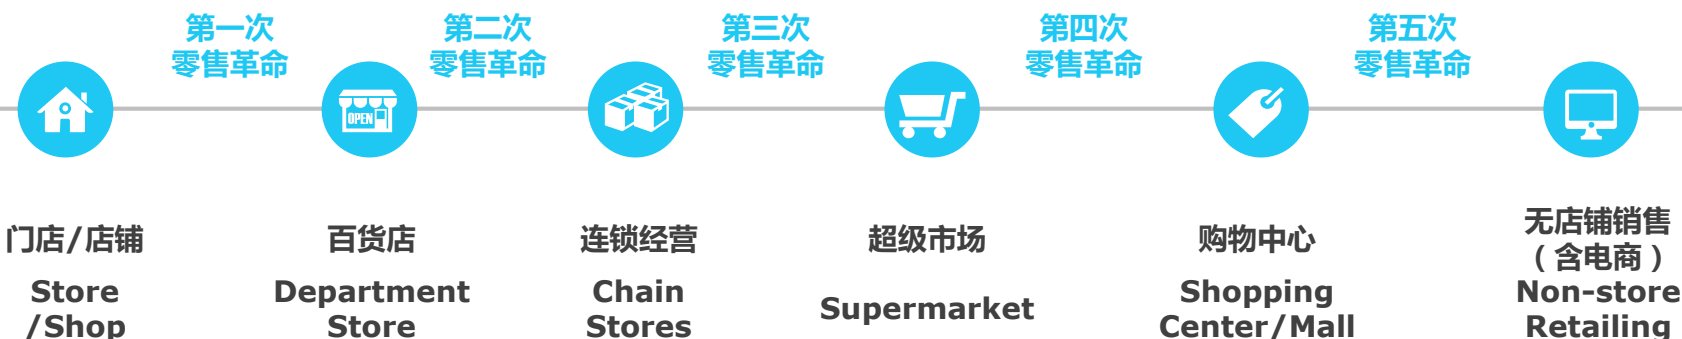 第一次
零售革命
第二次
零售革命
第三次
零售革命
第四次
零售革命
第五次
零售革命
OPEN
门店/店铺
Store
/Shop
百货店
Department
Store
连锁经营
Chain
Stores
超级市场
Supermarket
购物中心
Shopping
Center/Mall
无店铺销售
（含电商）
Non-store
Retailing